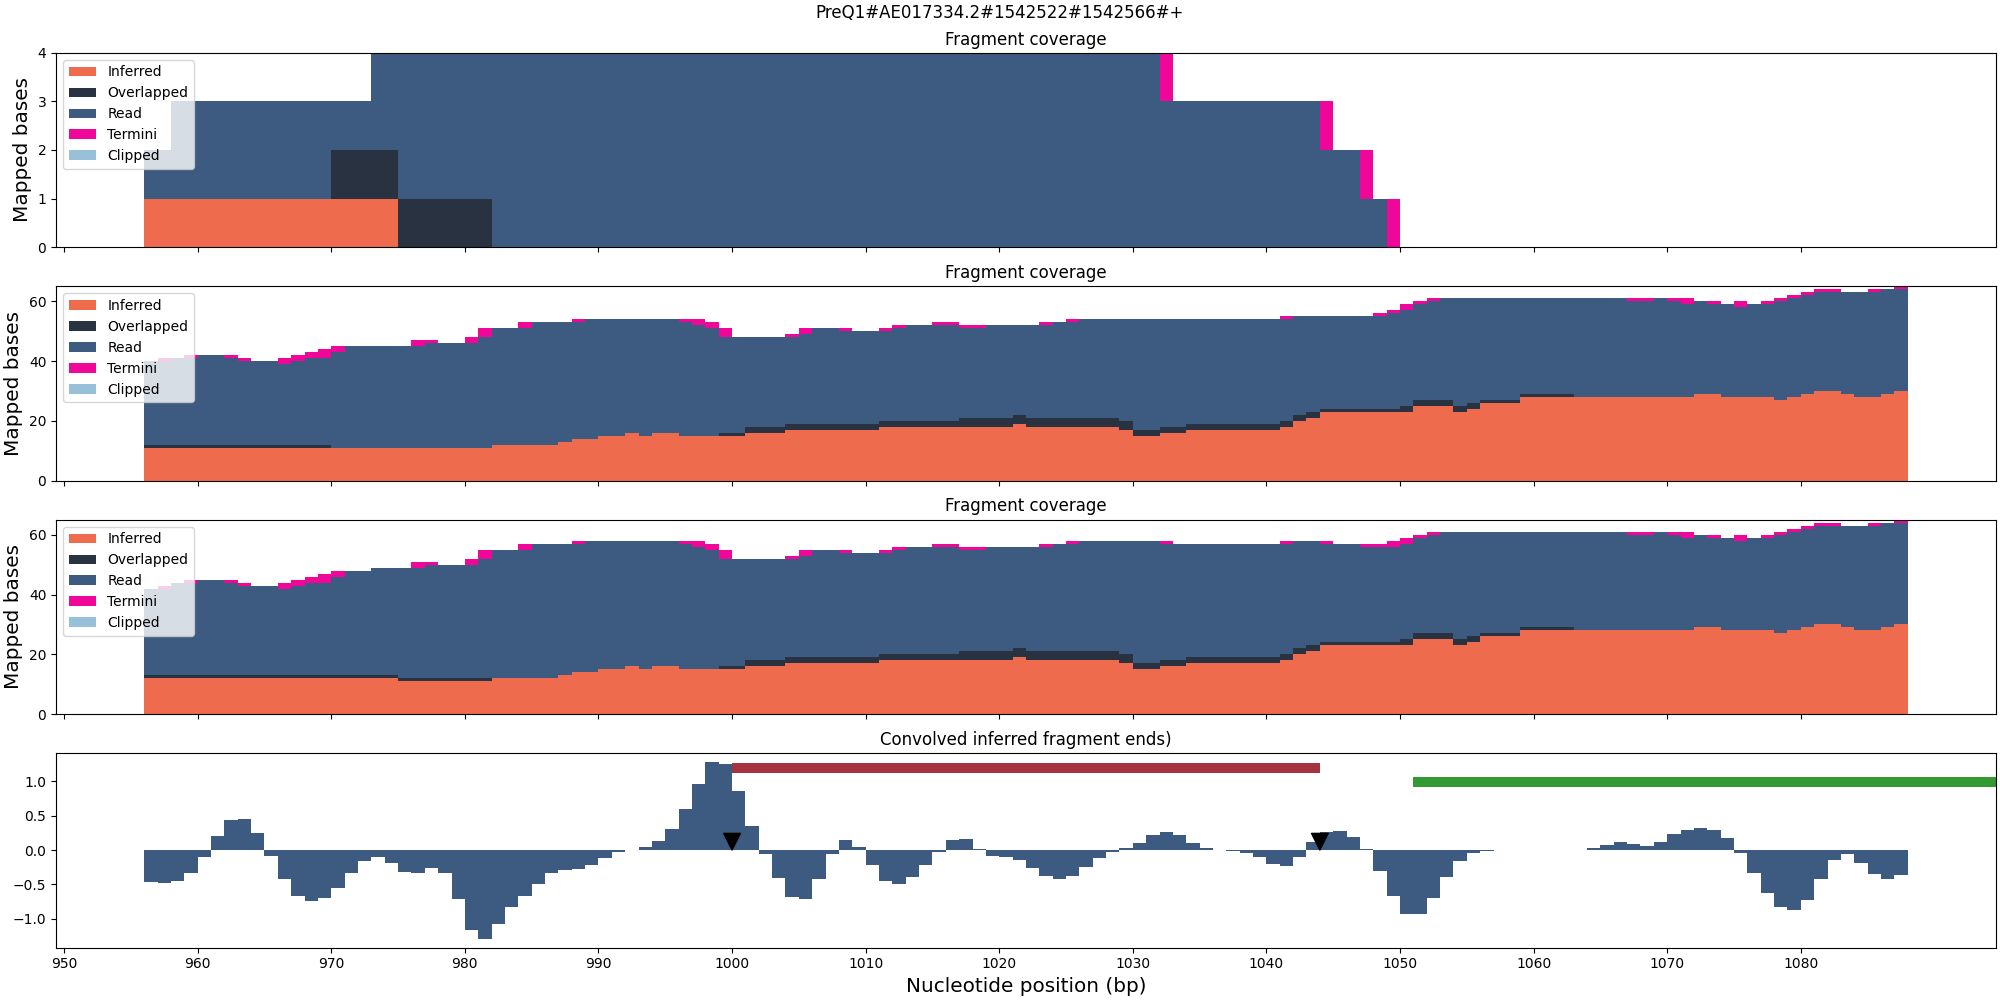 PreQ1#AE017334.2#1542522#1542566#+
Fragment coverage
Mapped bases
4
3
2
1
0
Inferred
Overlapped
Read
Termini
Clipped
Fragment coverage
Mapped bases
60
40
20
0
Inferred
Overlapped
Read
Termini
Clipped
Fragment coverage
Mapped bases
60
40
20
0
Inferred
Overlapped
Read
Termini
Clipped
Convolved inferred fragment ends)
1.0
0.5
0.0
−0.5
−1.0
950 960 970 980 990 1000 1010 1020 1030 1040 1050 1060 1070 1080
Nucleotide position (bp)